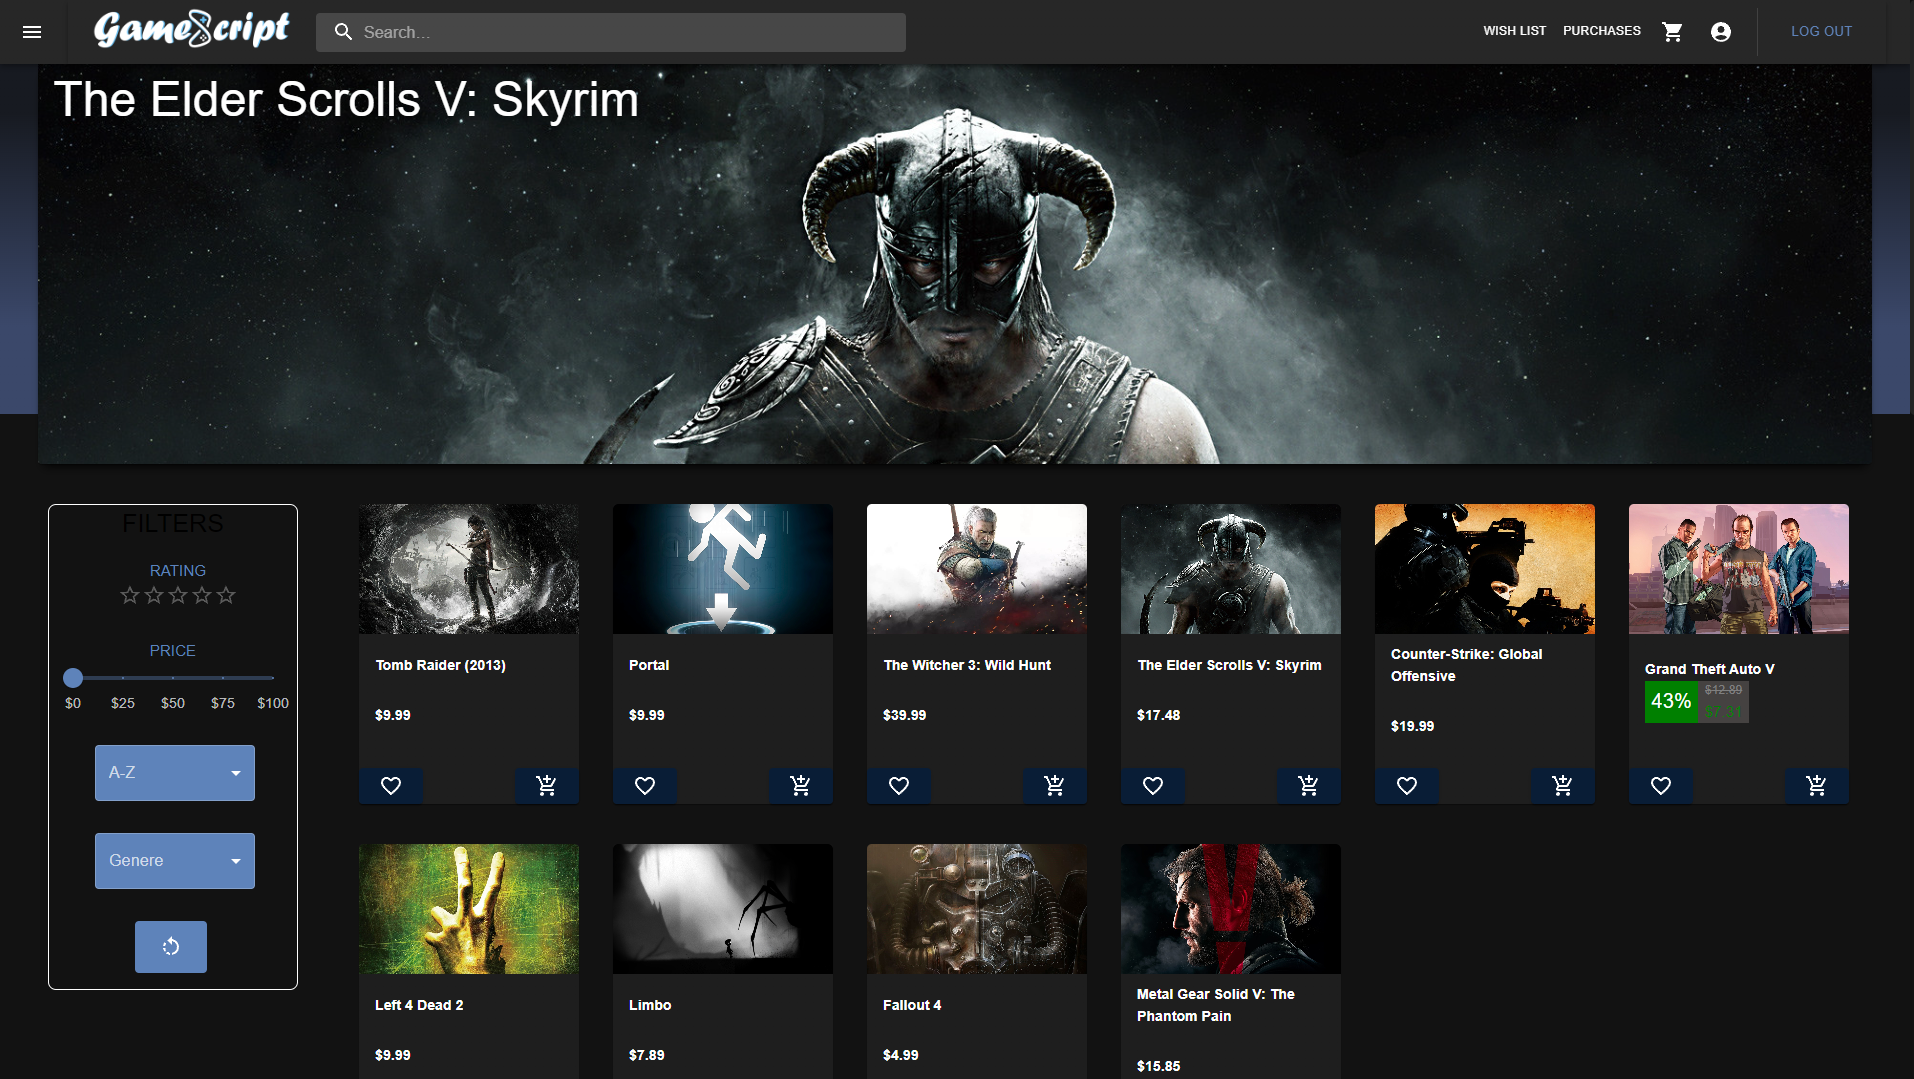 GameScript
Search...
WISH LIST
PURCHASES
LOG OUT
The Elder Scrolls V: Skyrim
FILTERS
RATING
PRICE
$0 $25 $50 $75 $100
A-Z
Genere
Tomb Raider (2013)
$9.99
Portal
$9.99
The Witcher 3: Wild Hunt
$39.99
The Elder Scrolls V: Skyrim
$17.48
Counter-Strike: Global
Offensive
$19.99
Grand Theft Auto V
43%
$12.89
$7.31
Left 4 Dead 2
$9.99
Limbo
$7.89
Fallout 4
$4.99
Metal Gear Solid V: The
Phantom Pain
$15.85